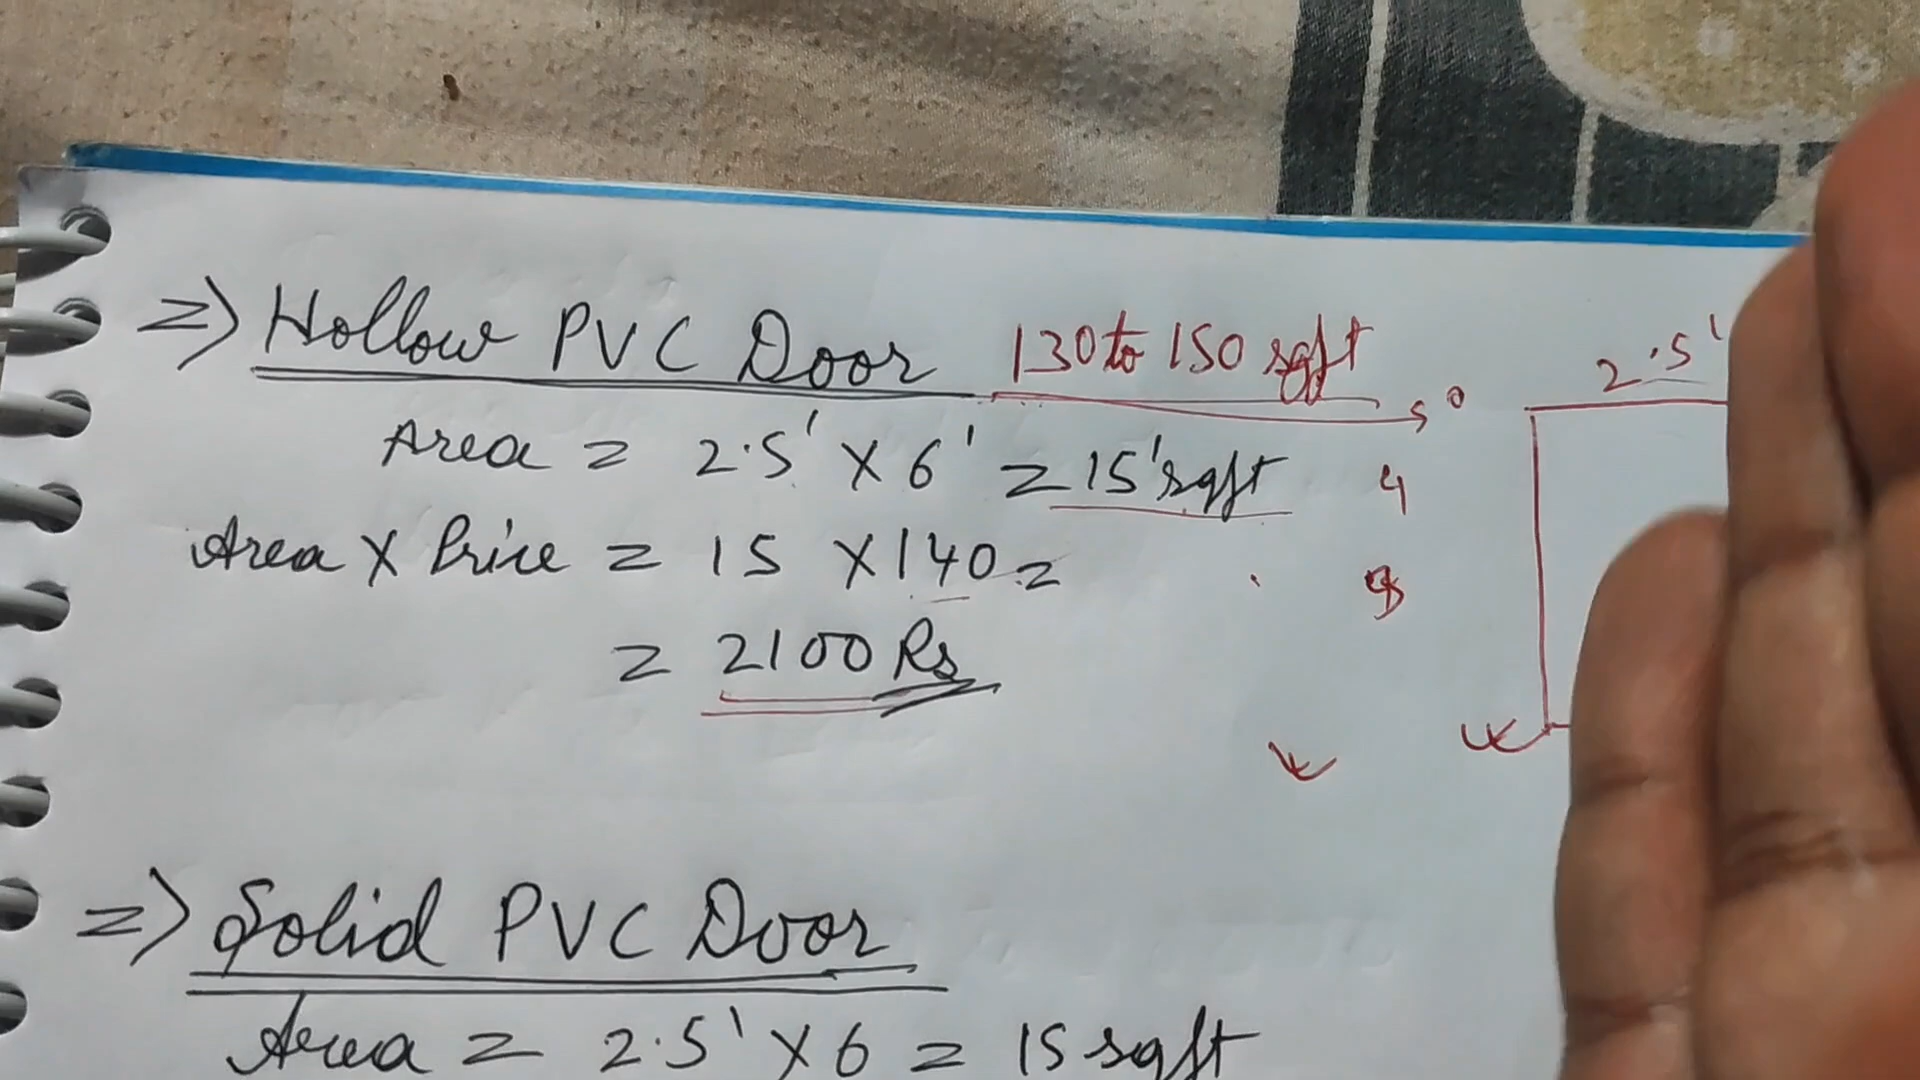 => Hollow PVC Door 130 to 150 sqft
2.5'
Area = 2.5' X 6' = 15' sqft
Area X Price = 15 X 140 =
= 2100 Rs
=> Solid PVC Door
Area = 2.5' X 6 = 15 sqft